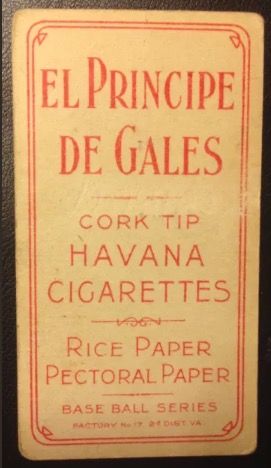 EL PRINCIPE
DE GALES
CORK TIP
HAVANA
CIGARETTES
RICE PAPER
PECTORAL PAPER
BASE BALL SERIES
FACTORY No 17. 2d DIST. VA.